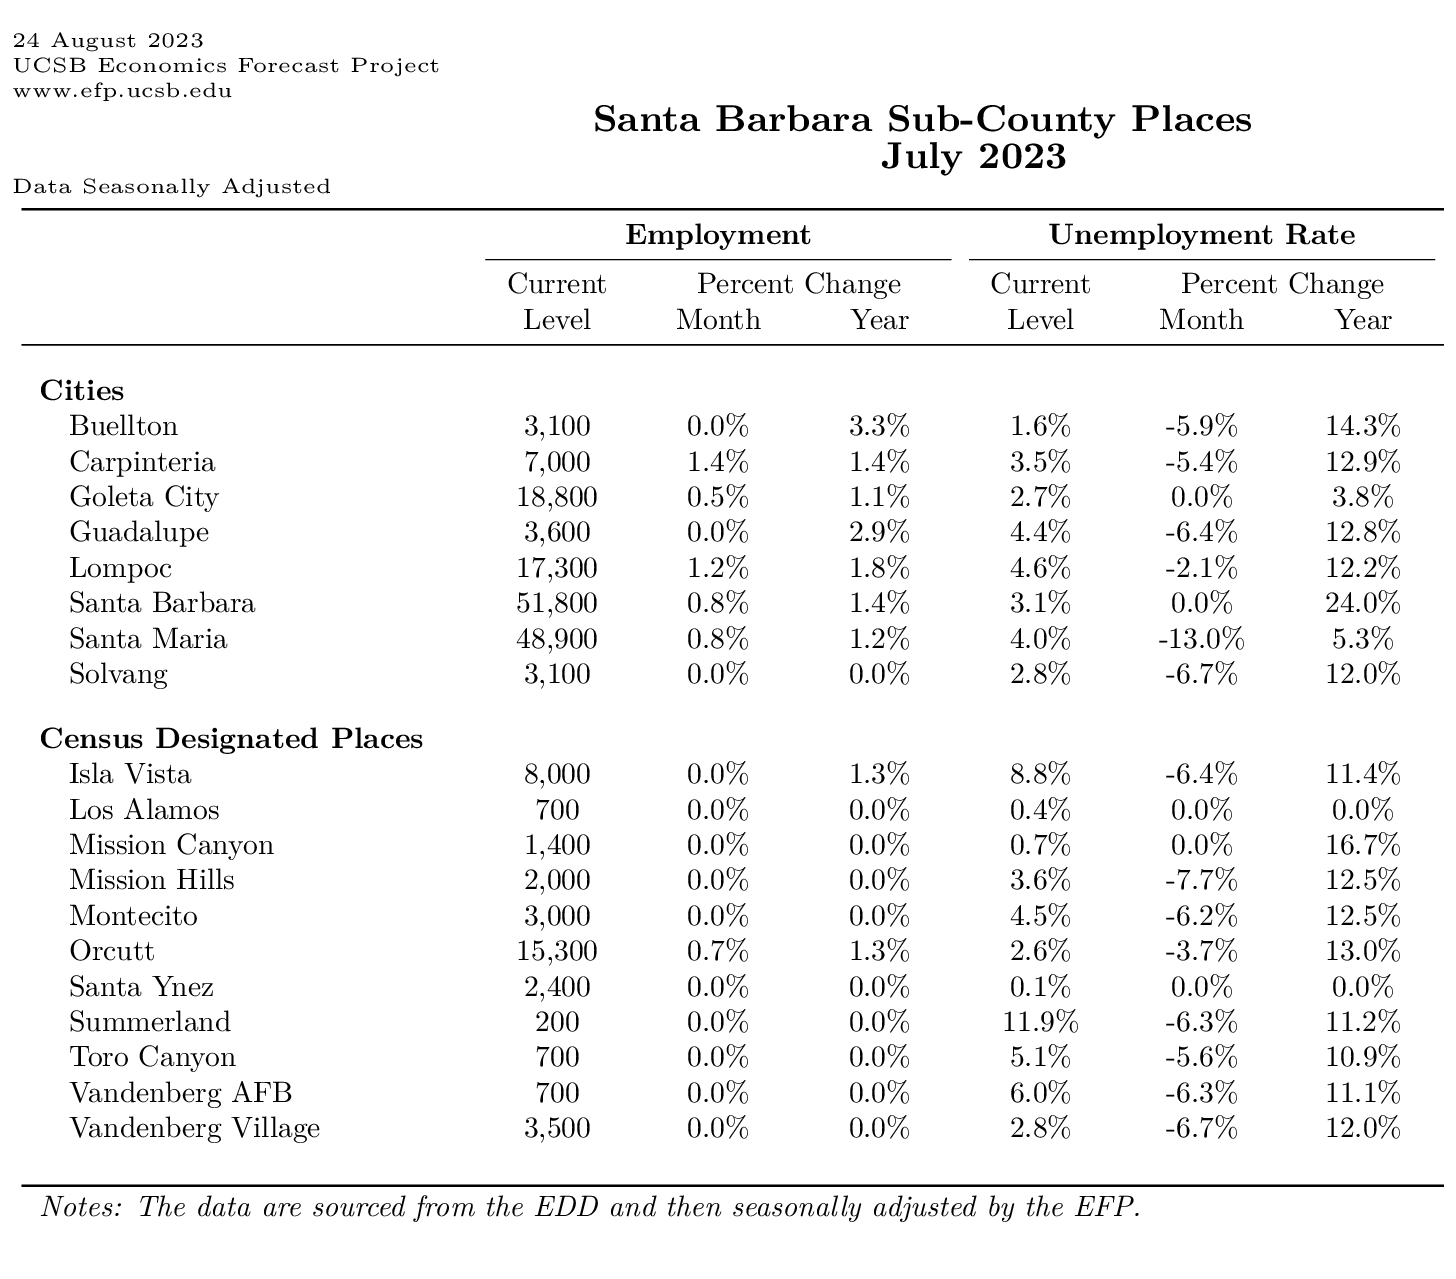 24 August 2023
UCSB Economics Forecast Project
www.efp.ucsb.edu
Santa Barbara Sub-County Places
July 2023
Data Seasonally Adjusted
Employment Unemployment Rate
Current Percent Change Current Percent Change
Level Month Year Level Month Year
Cities
Buellton 3,100 0.0% 3.3% 1.6% -5.9% 14.3%
Carpinteria 7,000 1.4% 1.4% 3.5% -5.4% 12.9%
Goleta City 18,800 0.5% 1.1% 2.7% 0.0% 3.8%
Guadalupe 3,600 0.0% 2.9% 4.4% -6.4% 12.8%
Lompoc 17,300 1.2% 1.8% 4.6% -2.1% 12.2%
Santa Barbara 51,800 0.8% 1.4% 3.1% 0.0% 24.0%
Santa Maria 48,900 0.8% 1.2% 4.0% -13.0% 5.3%
Solvang 3,100 0.0% 0.0% 2.8% -6.7% 12.0%
Census Designated Places
Isla Vista 8,000 0.0% 1.3% 8.8% -6.4% 11.4%
Los Alamos 700 0.0% 0.0% 0.4% 0.0% 0.0%
Mission Canyon 1,400 0.0% 0.0% 0.7% 0.0% 16.7%
Mission Hills 2,000 0.0% 0.0% 3.6% -7.7% 12.5%
Montecito 3,000 0.0% 0.0% 4.5% -6.2% 12.5%
Orcutt 15,300 0.7% 1.3% 2.6% -3.7% 13.0%
Santa Ynez 2,400 0.0% 0.0% 0.1% 0.0% 0.0%
Summerland 200 0.0% 0.0% 11.9% -6.3% 11.2%
Toro Canyon 700 0.0% 0.0% 5.1% -5.6% 10.9%
Vandenberg AFB 700 0.0% 0.0% 6.0% -6.3% 11.1%
Vandenberg Village 3,500 0.0% 0.0% 2.8% -6.7% 12.0%
Notes: The data are sourced from the EDD and then seasonally adjusted by the EFP.